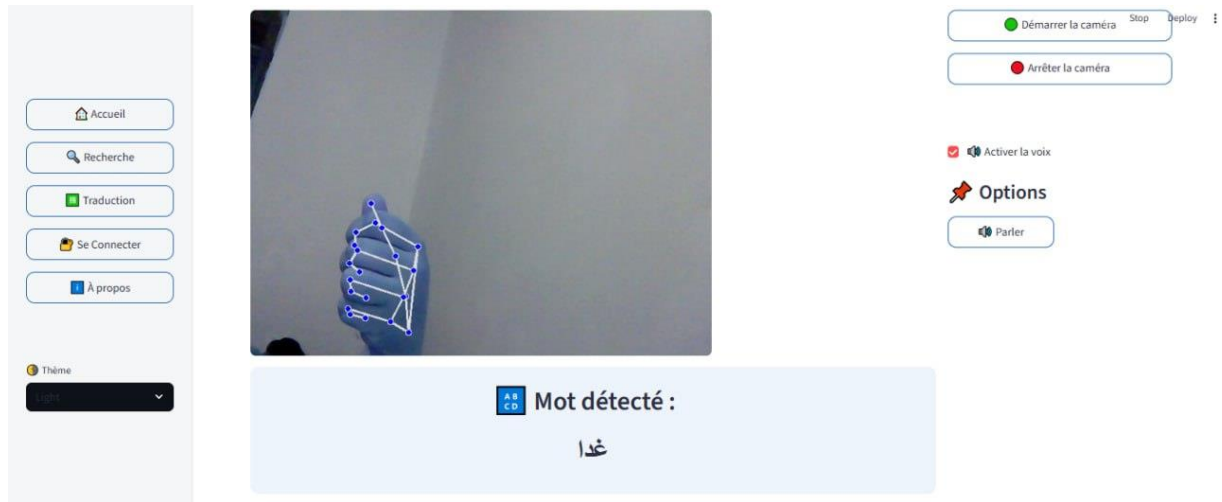 Accueil
Recherche
Traduction
Se Connecter
À propos
Thème
Light
Démarrer la caméra
Stop
Deploy
Arrêter la caméra
Activer la voix
Options
Parler
Mot détecté :
غدا